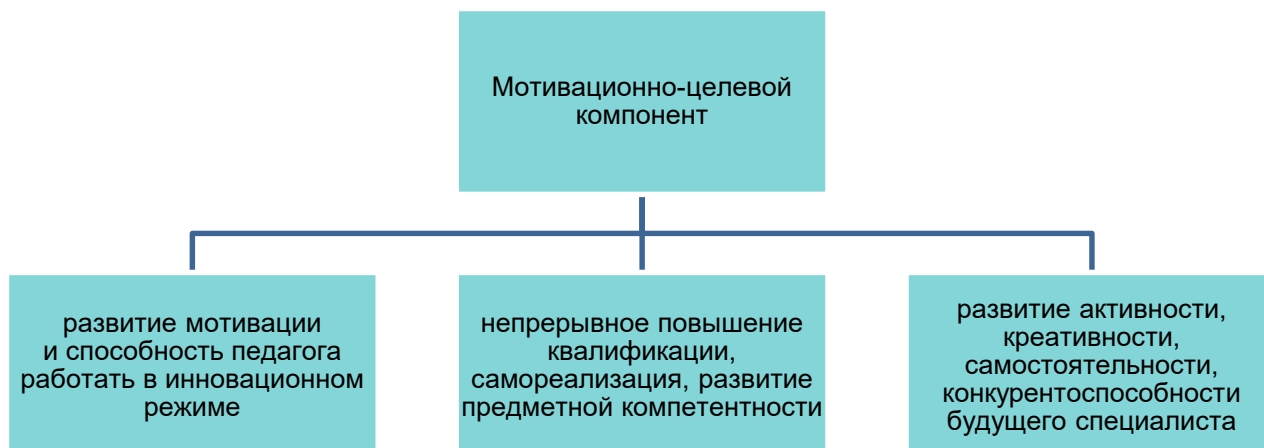 Мотивационно-целевой
компонент
развитие мотивации
и способность педагога
работать в инновационном
режиме
непрерывное повышение
квалификации,
самореализация, развитие
предметной компетентности
развитие активности,
креативности,
самостоятельности,
конкурентоспособности
будущего специалиста